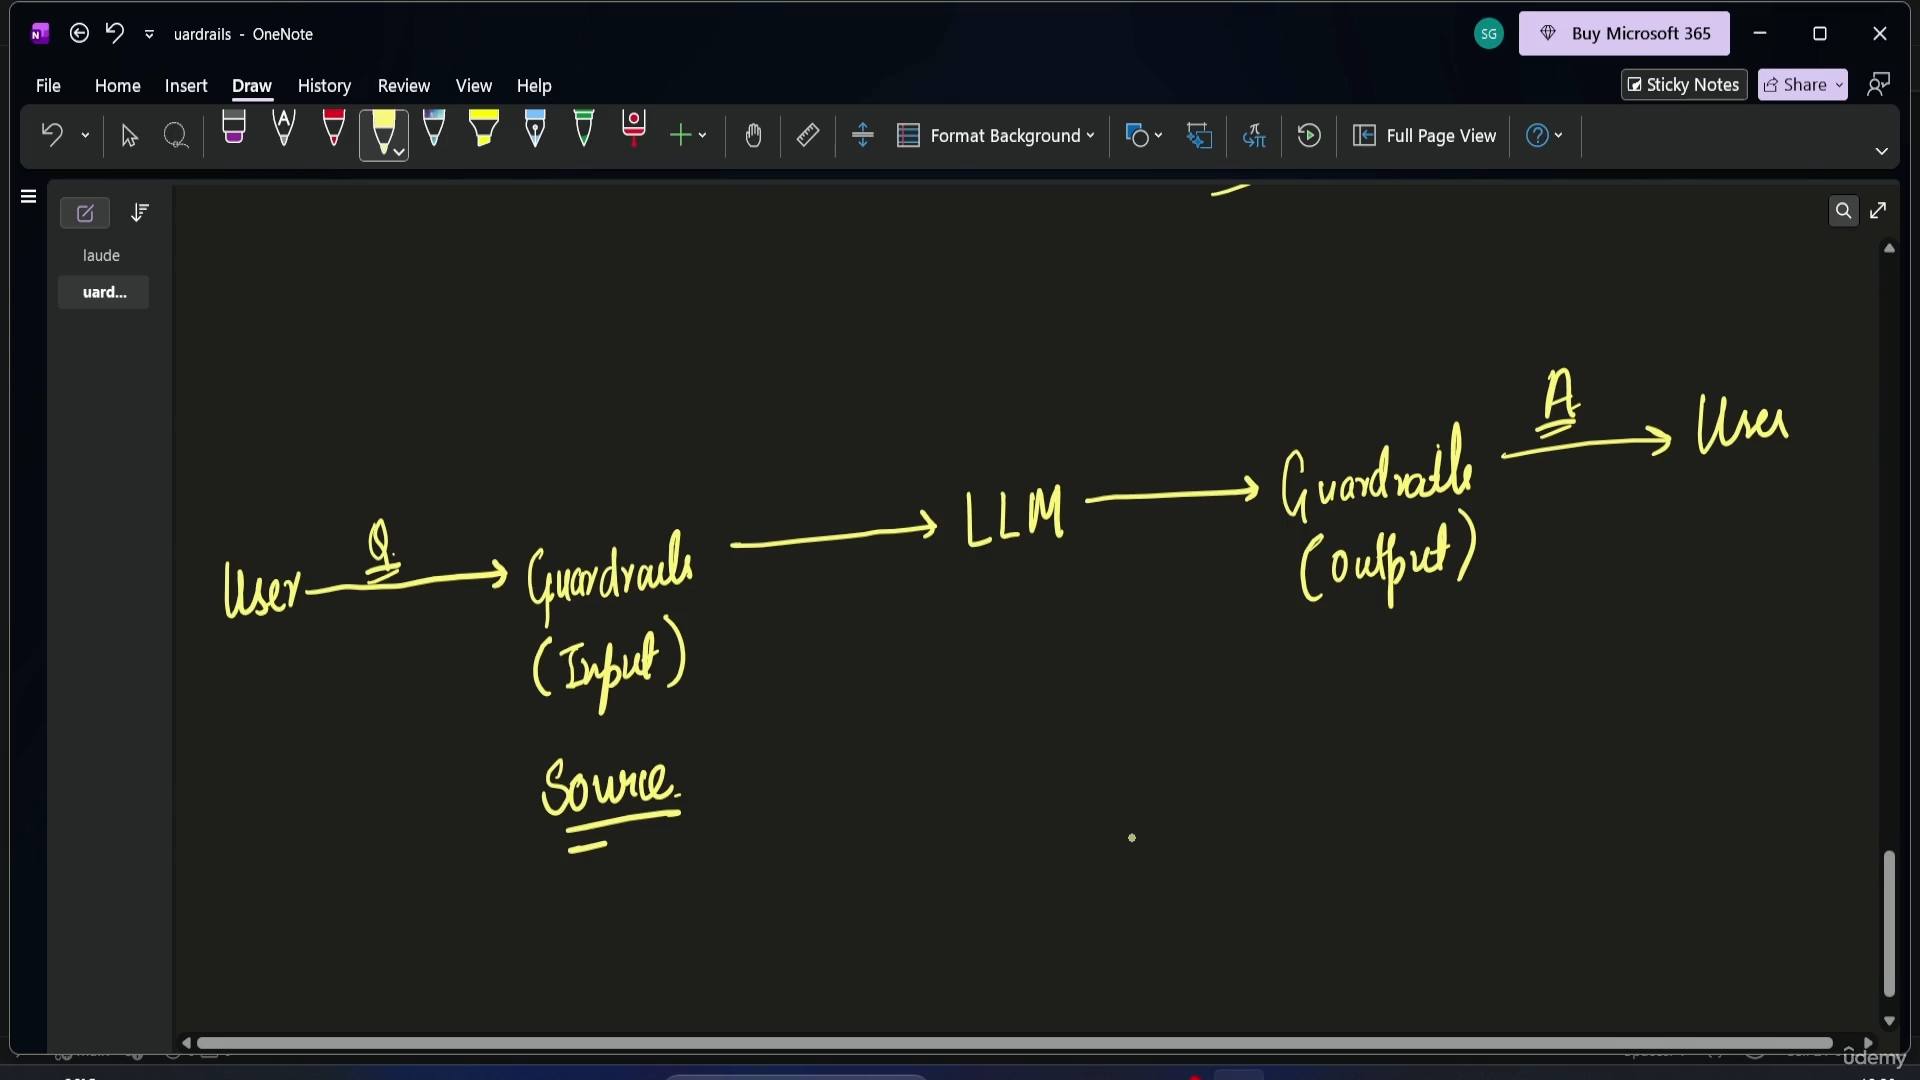 uardrails - OneNote
SG
Buy Microsoft 365
File Home Insert Draw History Review View Help
Sticky Notes
Share
Format Background
Full Page View
laude
uard...
A
User
Guardrails
(Output)
LLM
Q.
User
Guardrails
(Input)
Source.
udemy